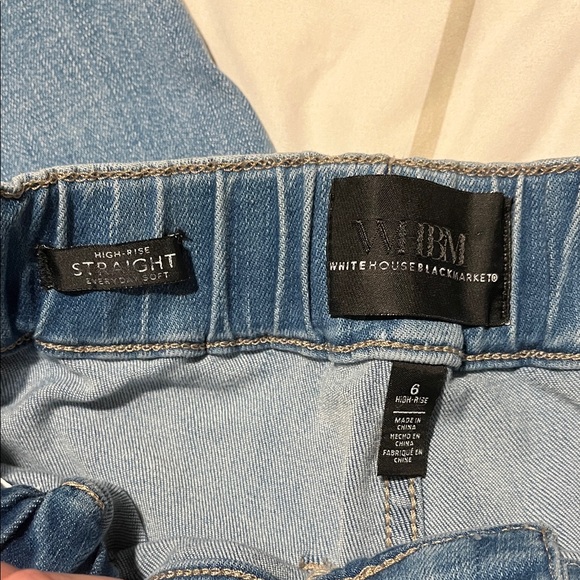 HIGH-RISE
STRAIGHT
EVERYDAY SOFT
WHBM
WHITEHOUSEBLACKMARKET®
6
HIGH-RISE
MADE IN
CHINA
HECHO EN
CHINA
FABRIQUÉ EN
CHINE